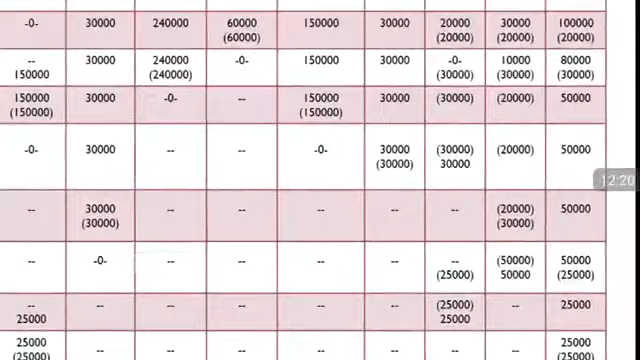 -0- 30000 240000 60000 150000 30000 20000 30000 100000
(60000) (20000) (20000) (20000)
-- 30000 240000 -0- 150000 30000 -0- 10000 80000
150000 (240000) (30000) (30000) (30000)
150000 30000 -0- -- 150000 30000 (30000) (20000) 50000
(150000) (150000)
-0- 30000 -- -- -0- 30000 (30000) (20000) 50000
(30000) 30000
12:20
-- 30000 -- -- -- -- -- (20000) 50000
(30000) (30000)
-- -0- -- -- -- -- -- (50000) 50000
(25000) 50000 (25000)
-- -- -- -- -- -- (25000) -- 25000
25000 25000
25000 -- -- -- -- -- -- -- 25000
(25000) (25000)